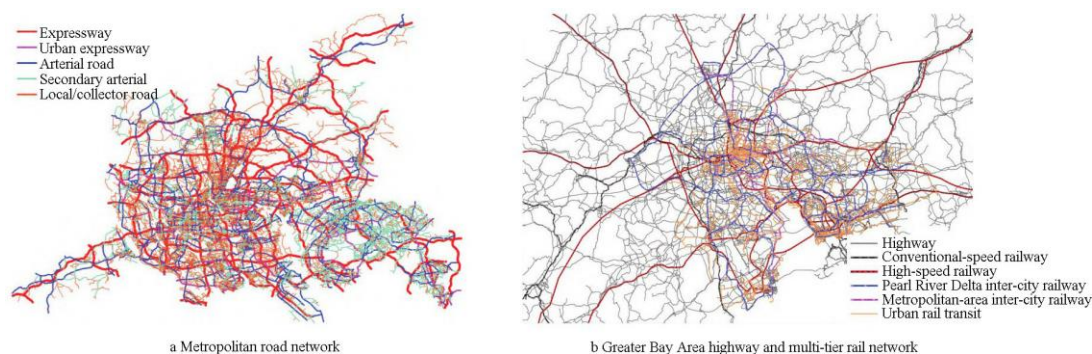 Expressway
Urban expressway
Arterial road
Secondary arterial
Local/collector road
a Metropolitan road network
Highway
Conventional-speed railway
High-speed railway
Pearl River Delta inter-city railway
Metropolitan-area inter-city railway
Urban rail transit
b Greater Bay Area highway and multi-tier rail network